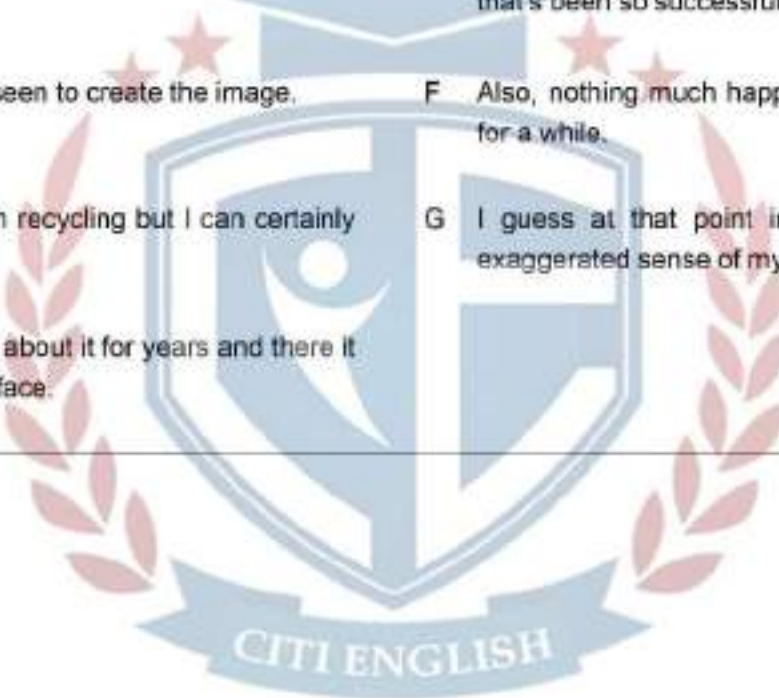 that's been so successful
seen to create the image.
F Also, nothing much happ
for a while.
recycling but I can certainly
G I guess at that point i
exaggerated sense of my
about it for years and there it
face.
CITI ENGLISH